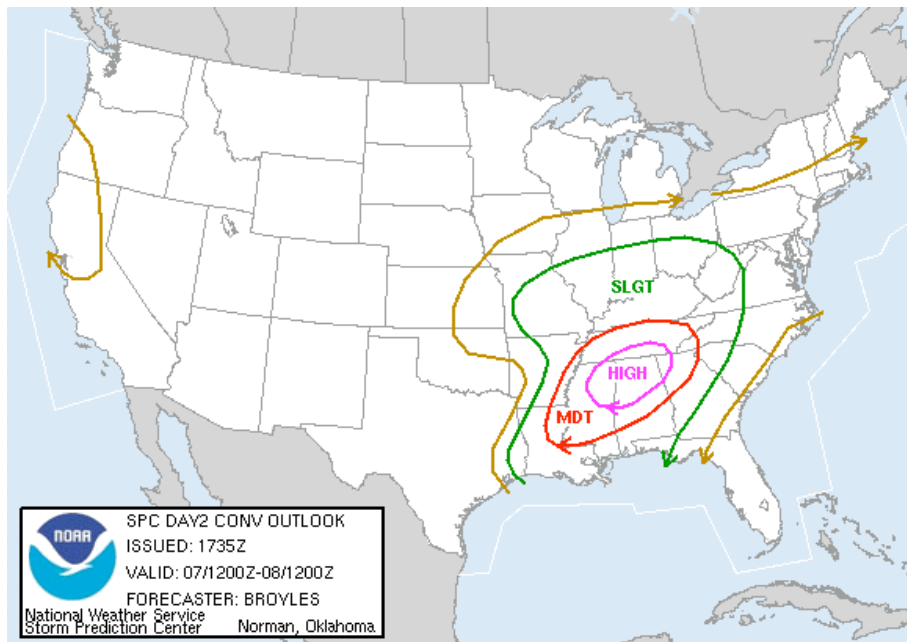 SLGT
HIGH
MDT
SPC DAY2 CONV OUTLOOK
ISSUED: 1735Z
VALID: 07/1200Z-08/1200Z
FORECASTER: BROYLES
NOAA
National Weather Service
Storm Prediction Center Norman, Oklahoma